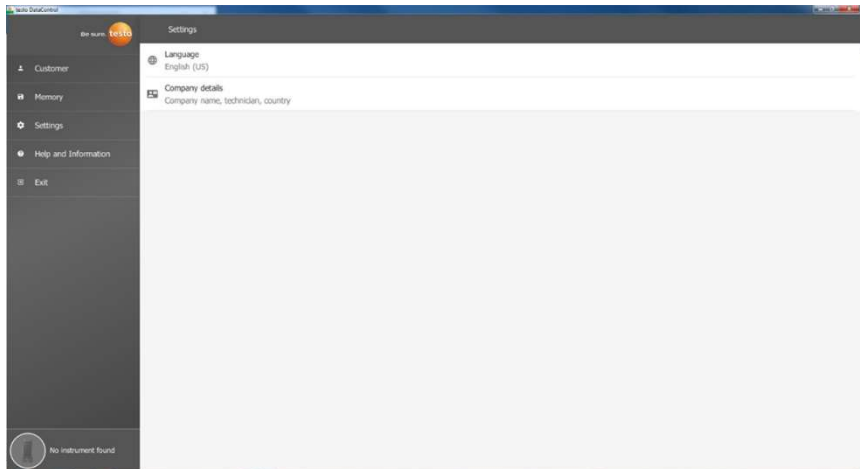 testo DataControl
Be sure. testo
Customer
Memory
Settings
Help and Information
Exit
No instrument found
Settings
Language
English (US)
Company details
Company name, technician, country